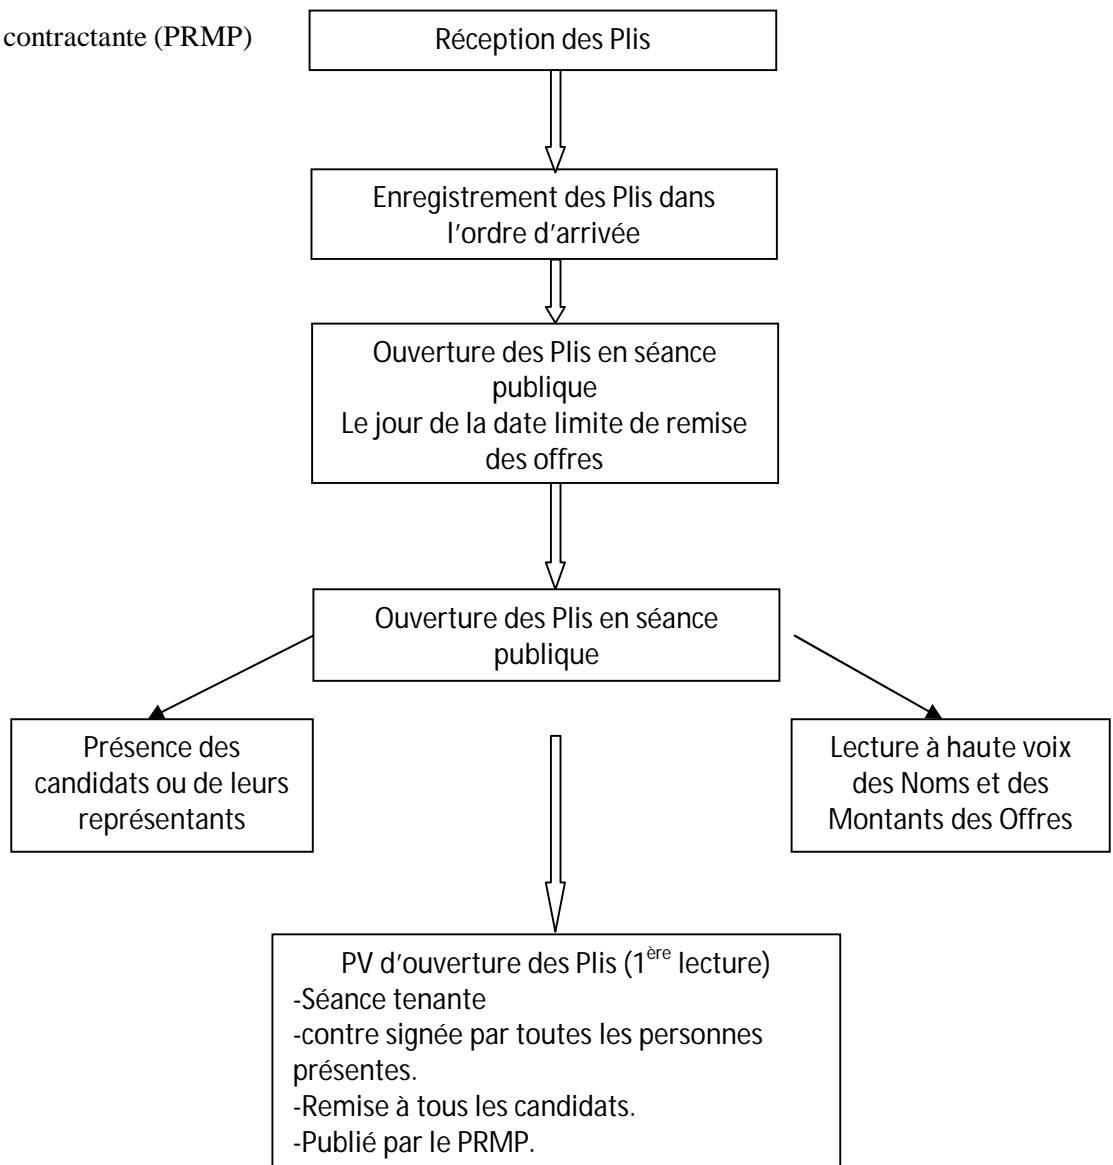 contractante (PRMP)
Réception des Plis
Enregistrement des Plis dans
l'ordre d'arrivée
Ouverture des Plis en séance
publique
Le jour de la date limite de remise
des offres
Ouverture des Plis en séance
publique
Présence des
candidats ou de leurs
représentants
Lecture à haute voix
des Noms et des
Montants des Offres
PV d'ouverture des Plis (1ère lecture)
-Séance tenante
-contre signée par toutes les personnes
présentes.
-Remise à tous les candidats.
-Publié par le PRMP.